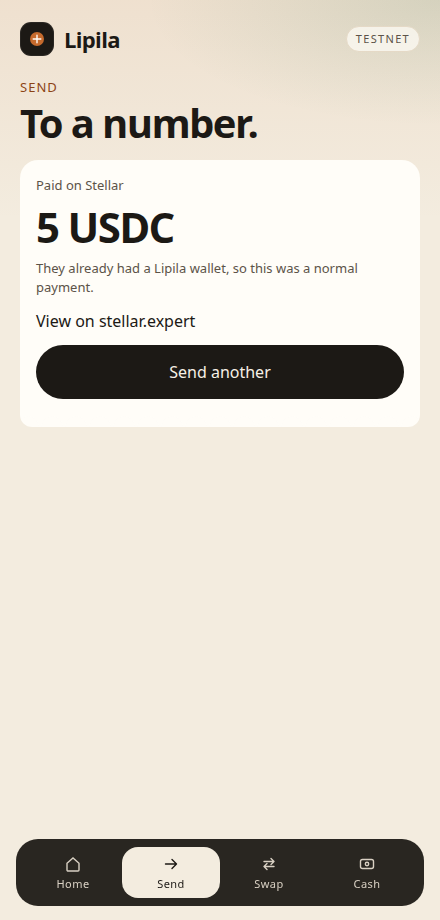 Lipila
TESTNET
SEND
To a number.
Paid on Stellar
5 USDC
They already had a Lipila wallet, so this was a normal
payment.
View on stellar.expert
Send another
Home
Send
Swap
Cash